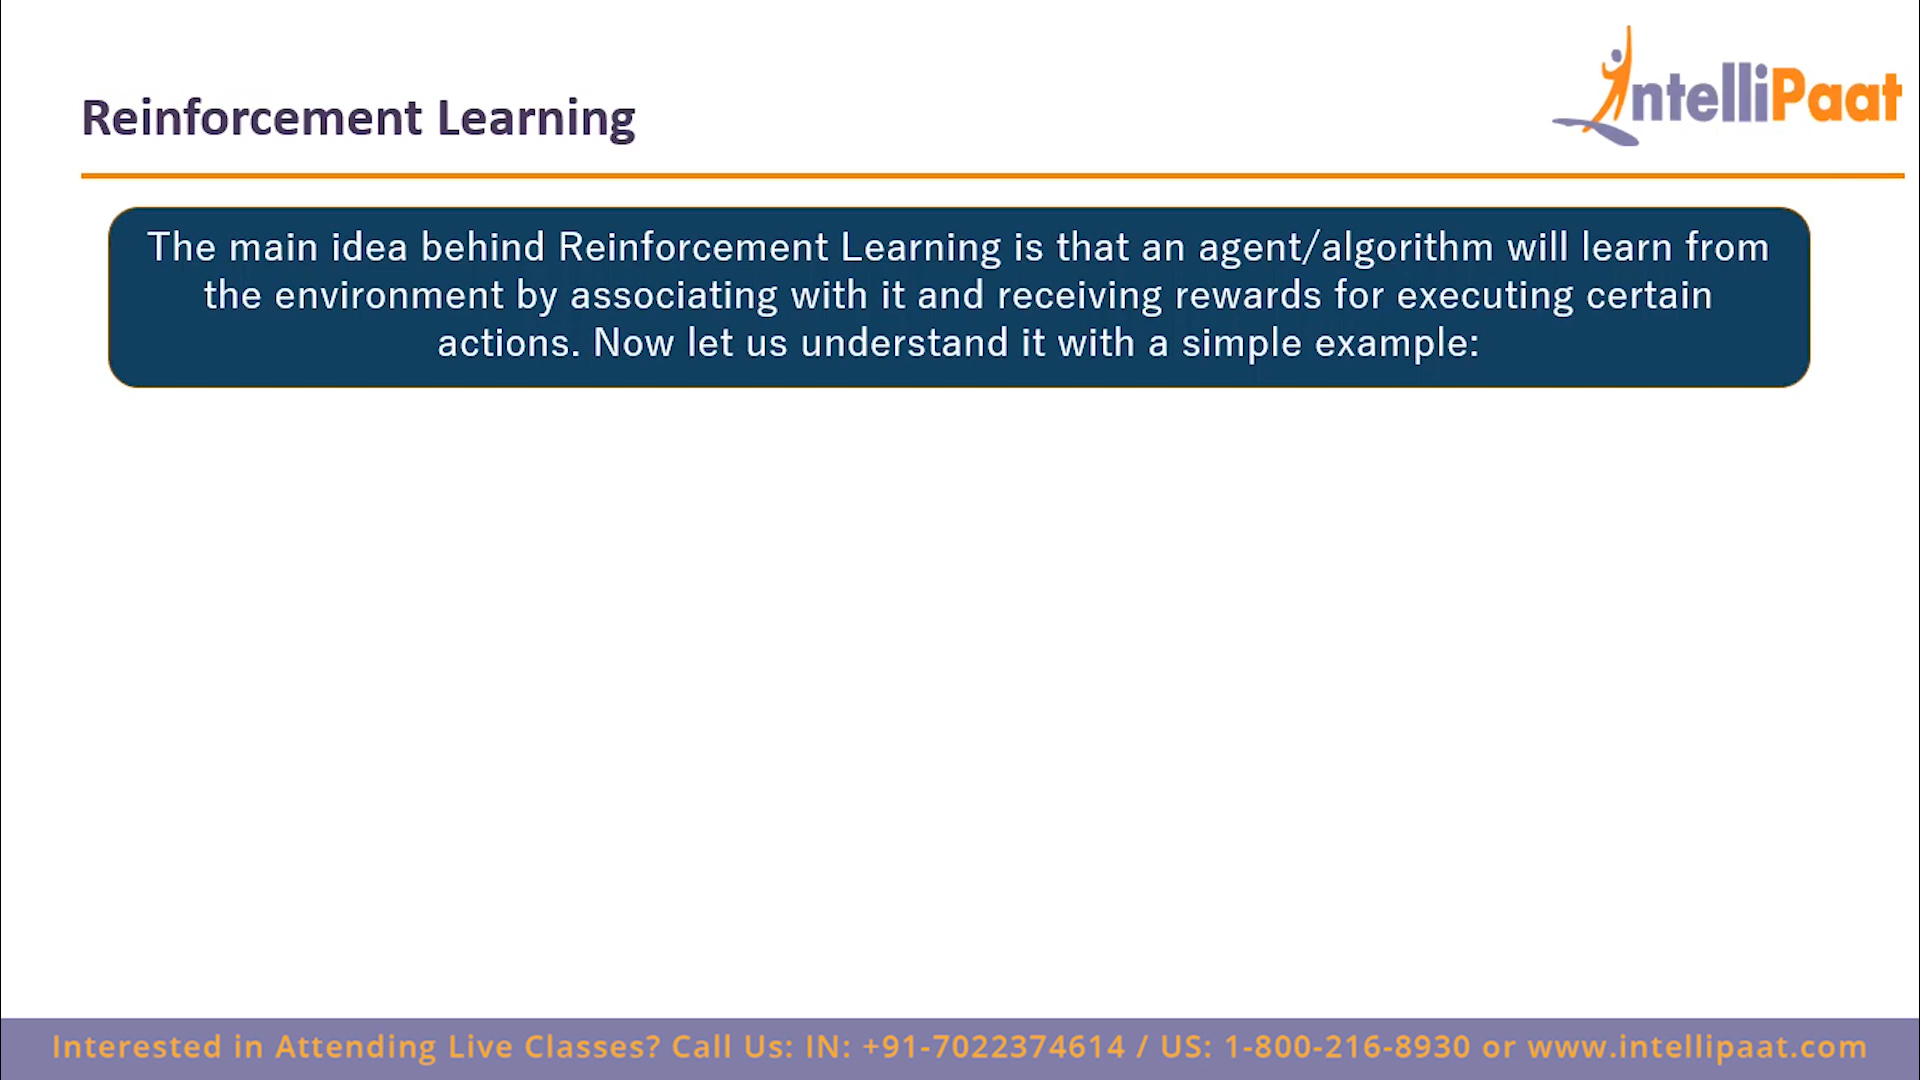 IntelliPaat
Reinforcement Learning
The main idea behind Reinforcement Learning is that an agent/algorithm will learn from
the environment by associating with it and receiving rewards for executing certain
actions. Now let us understand it with a simple example:
Interested in Attending Live Classes? Call Us: IN: +91-7022374614 / US: 1-800-216-8930 or www.intellipaat.com